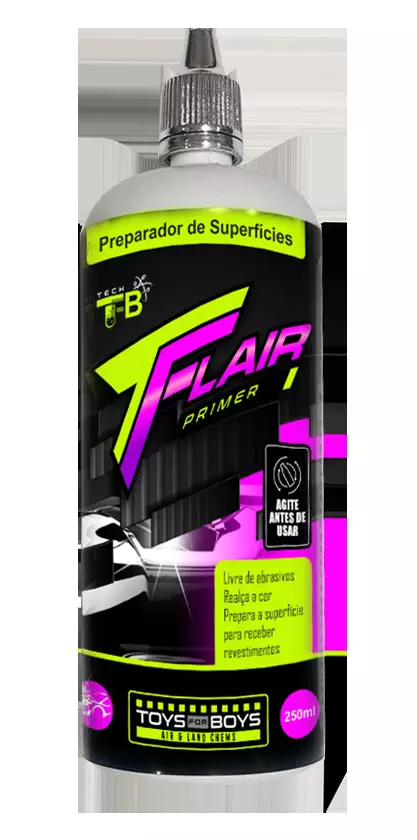 Preparador de Superfícies
TECH
TFB
FLAIR
PRIMER
AGITE
ANTES DE
USAR
Livre de abrasivos
Realça a cor
Prepara a superfície
para receber
revestimentos
TOYS FOR BOYS
AIR & LAND CHEMS
250ml